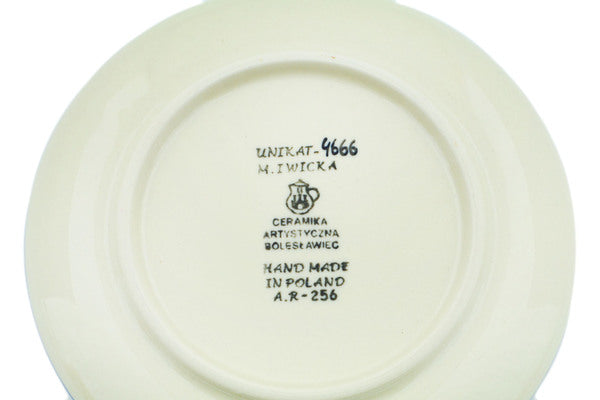 UNIKAT-4666
M.IWICKA
CERAMIKA
ARTYSTYCZNA
BOLESŁAWIEC
HAND MADE
IN POLAND
A.R-256